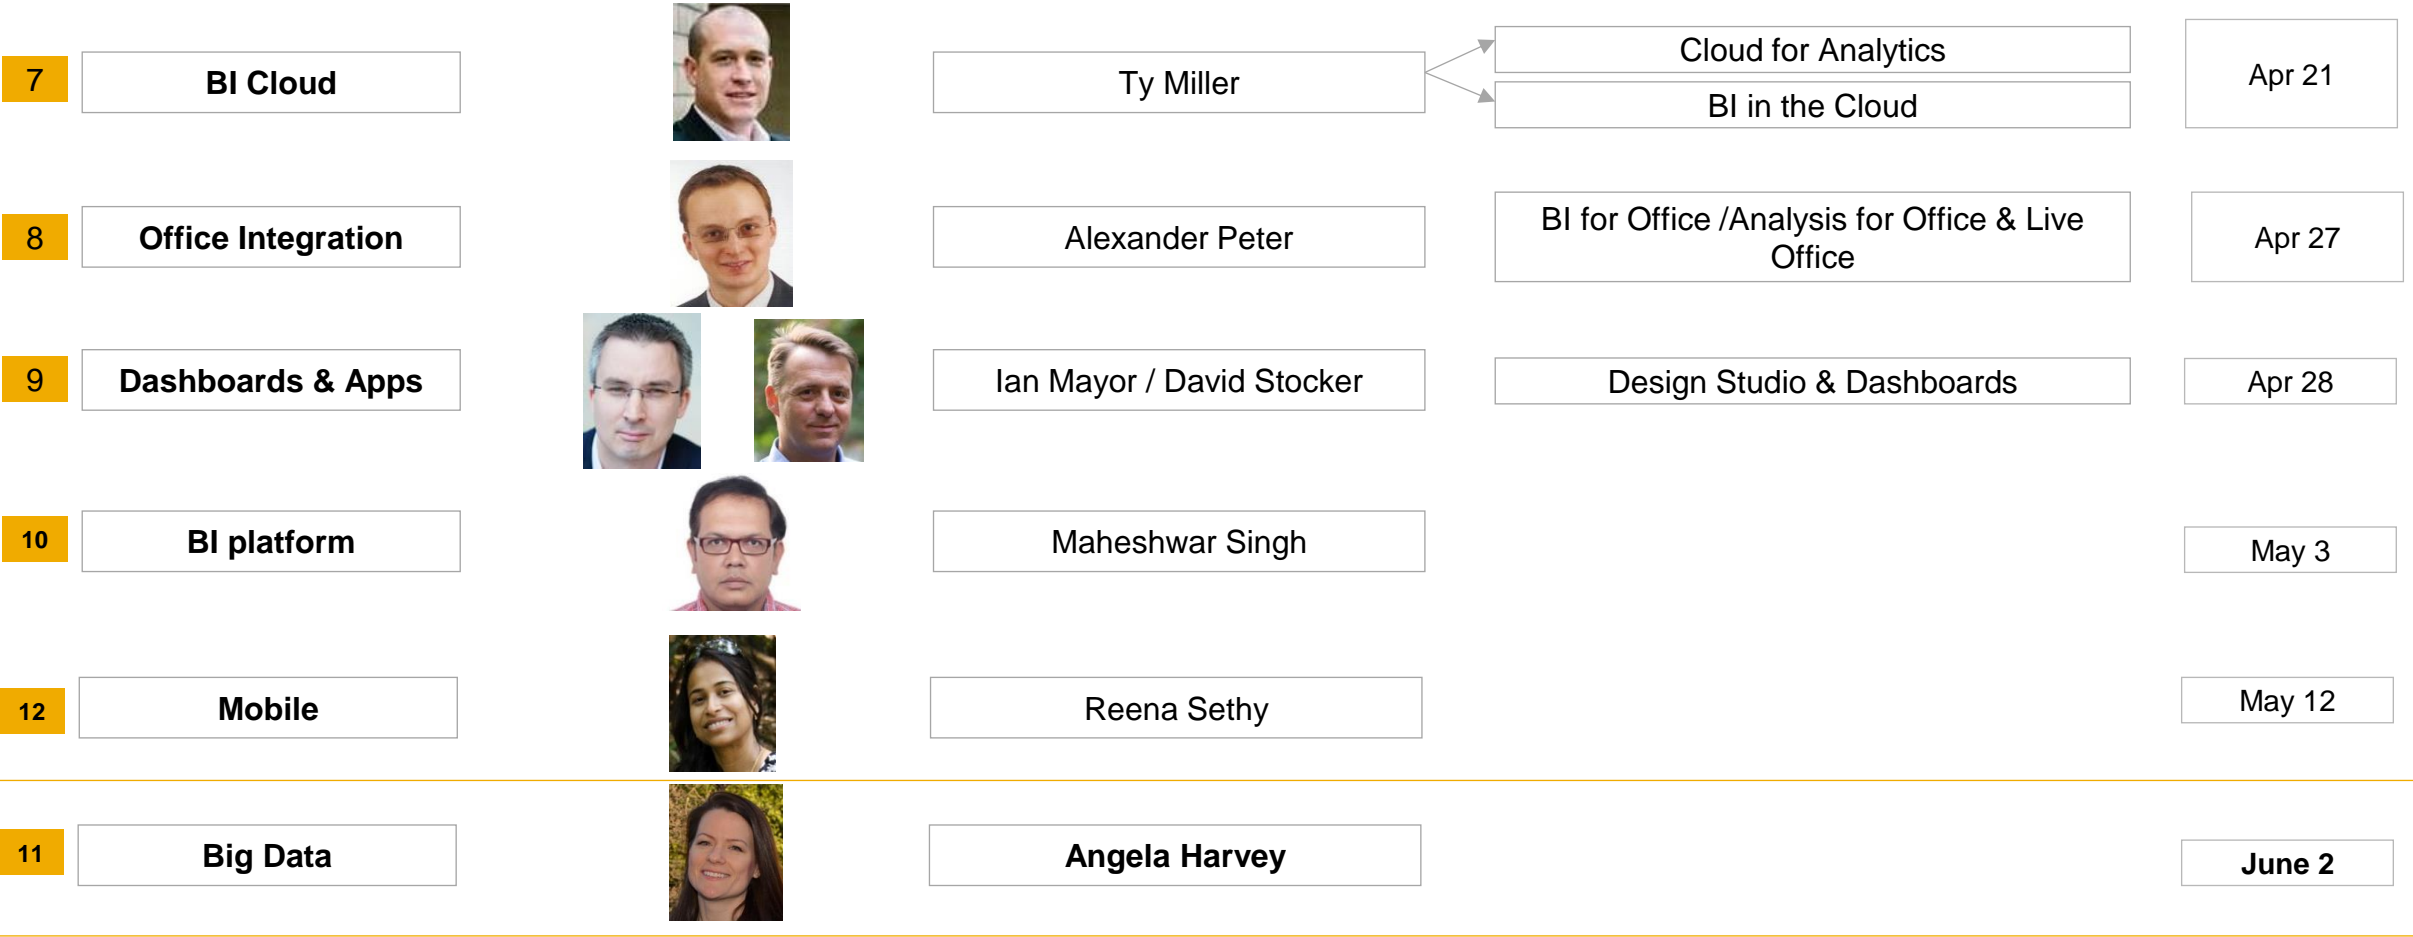 7
BI Cloud
Ty Miller
Cloud for Analytics
BI in the Cloud
Apr 21
8
Office Integration
Alexander Peter
BI for Office /Analysis for Office & Live
Office
Apr 27
9
Dashboards & Apps
Ian Mayor / David Stocker
Design Studio & Dashboards
Apr 28
10
BI platform
Maheshwar Singh
May 3
12
Mobile
Reena Sethy
May 12
11
Big Data
Angela Harvey
June 2